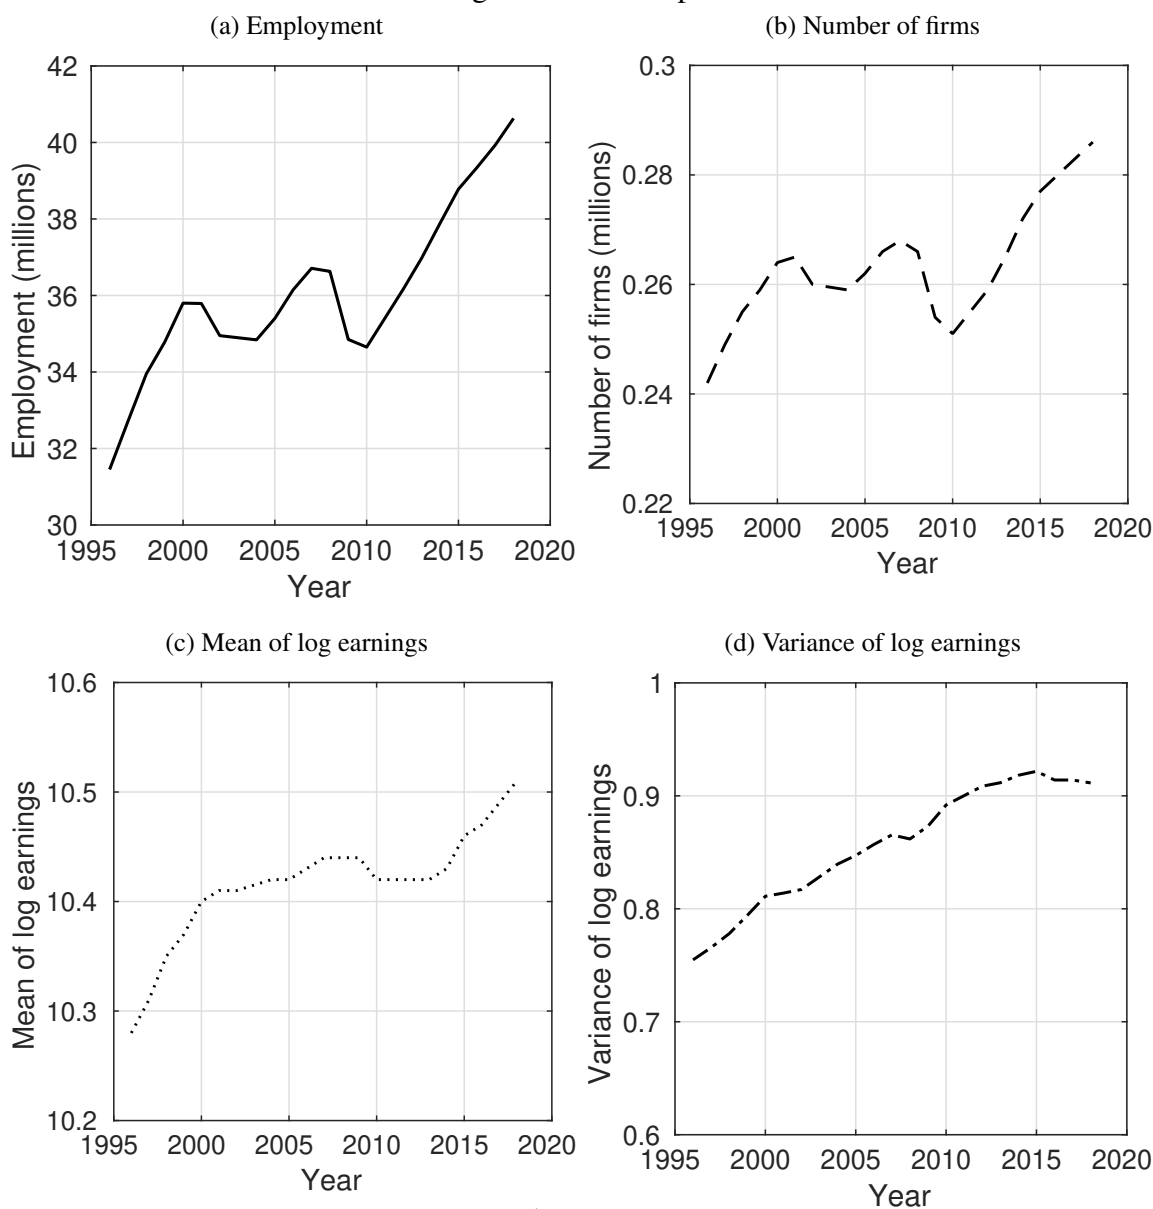 (a) Employment
42
40
38
36
34
32
30
1995 2000 2005 2010 2015 2020
Employment (millions)
Year
(b) Number of firms
0.3
0.28
0.26
0.24
0.22
1995 2000 2005 2010 2015 2020
Number of firms (millions)
Year
(c) Mean of log earnings
10.6
10.5
10.4
10.3
10.2
1995 2000 2005 2010 2015 2020
Mean of log earnings
Year
(d) Variance of log earnings
1
0.9
0.8
0.7
0.6
1995 2000 2005 2010 2015 2020
Variance of log earnings
Year